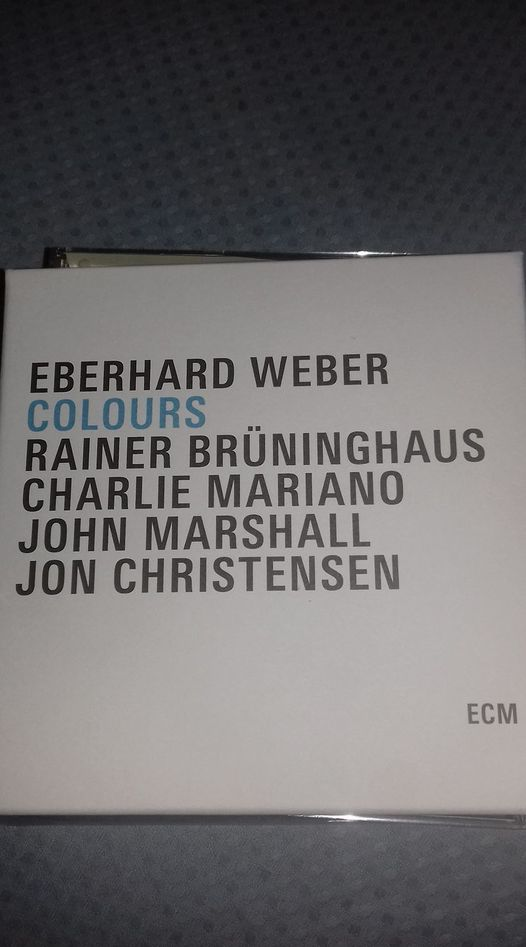 EBERHARD WEBER
COLOURS
RAINER BRÜNINGHAUS
CHARLIE MARIANO
JOHN MARSHALL
JON CHRISTENSEN
ECM